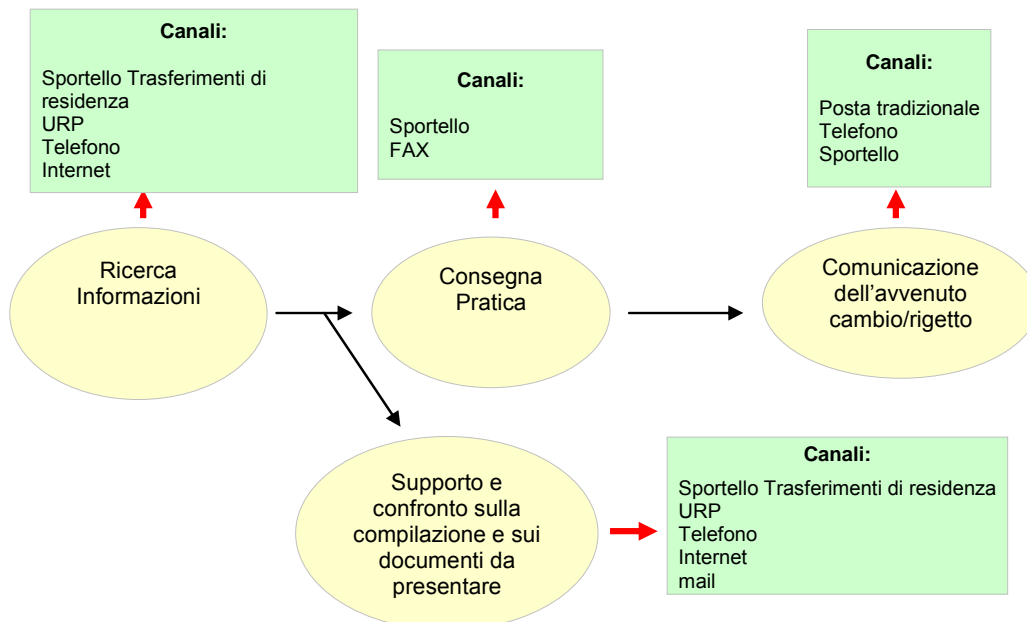 Canali:
Sportello Trasferimenti di
residenza
URP
Telefono
Internet
Canali:
Sportello
FAX
Canali:
Posta tradizionale
Telefono
Sportello
Ricerca
Informazioni
Consegna
Pratica
Comunicazione
dell'avvenuto
cambio/rigetto
Supporto e
confronto sulla
compilazione e sui
documenti da
presentare
Canali:
Sportello Trasferimenti di residenza
URP
Telefono
Internet
mail